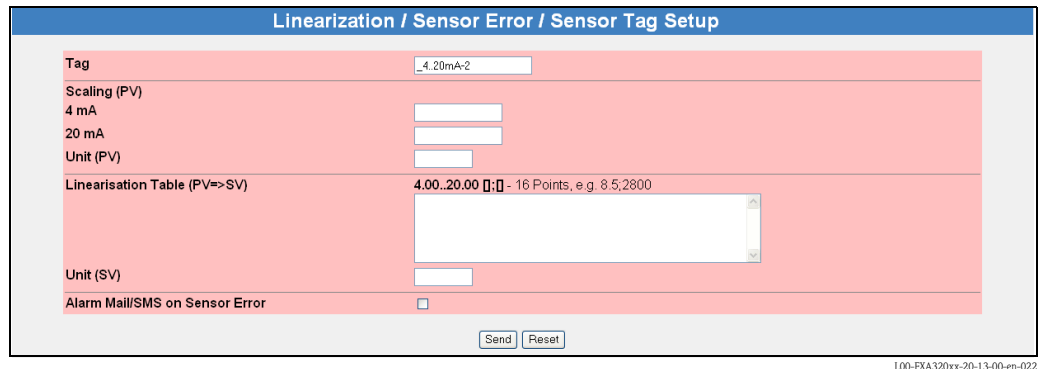 Linearization / Sensor Error / Sensor Tag Setup
Tag _4..20mA-2
Scaling (PV)
4 mA
20 mA
Unit (PV)
Linearisation Table (PV=>SV) 4.00..20.00 [];[] - 16 Points, e.g. 8.5;2800
Unit (SV)
Alarm Mail/SMS on Sensor Error
Send Reset
L00-FXA320xx-20-13-00-en-022